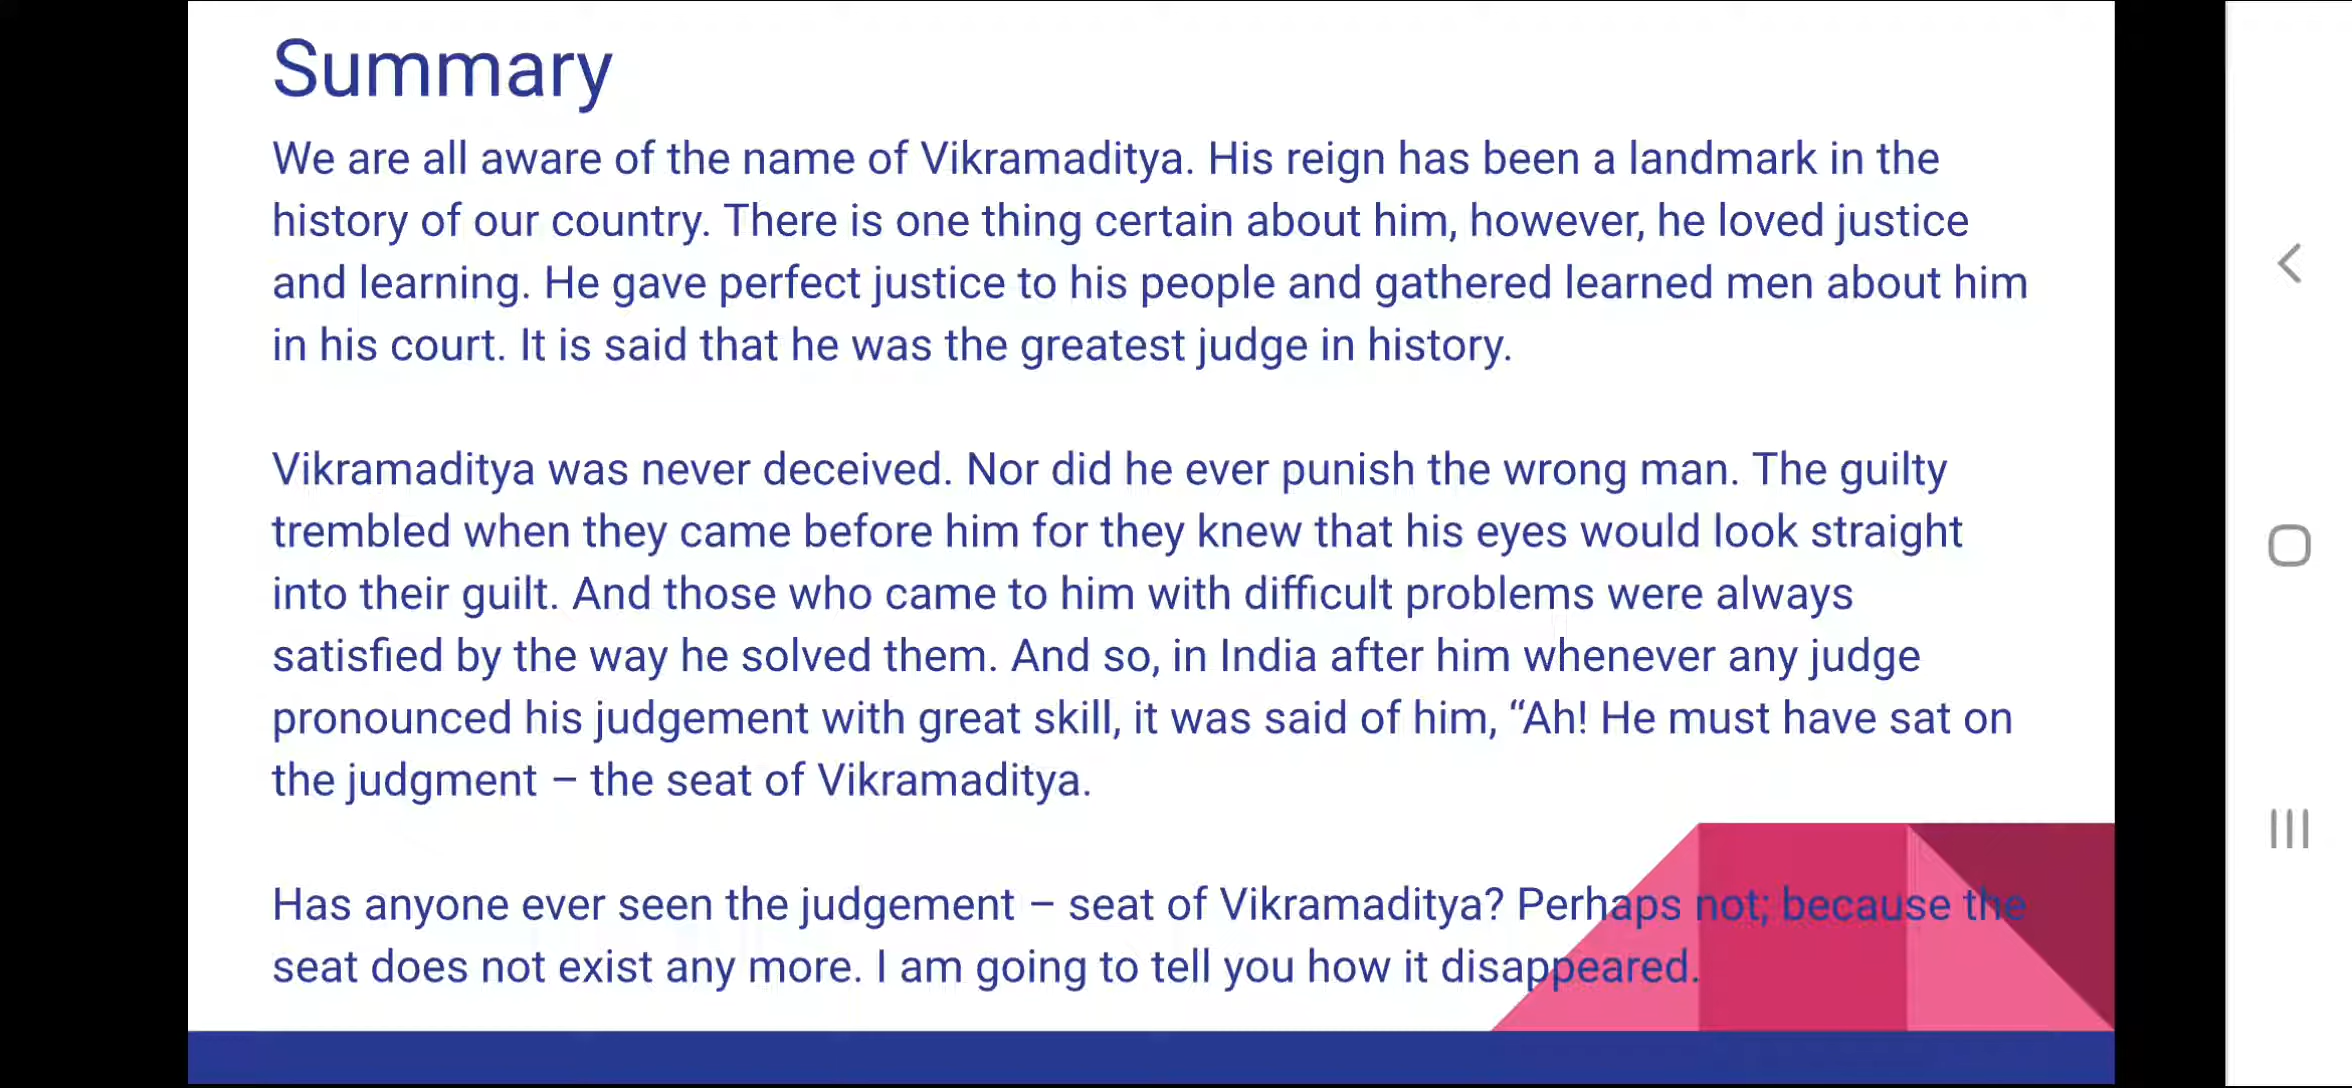 Summary
We are all aware of the name of Vikramaditya. His reign has been a landmark in the
history of our country. There is one thing certain about him, however, he loved justice
and learning. He gave perfect justice to his people and gathered learned men about him
in his court. It is said that he was the greatest judge in history.
Vikramaditya was never deceived. Nor did he ever punish the wrong man. The guilty
trembled when they came before him for they knew that his eyes would look straight
into their guilt. And those who came to him with difficult problems were always
satisfied by the way he solved them. And so, in India after him whenever any judge
pronounced his judgement with great skill, it was said of him, “Ah! He must have sat on
the judgment – the seat of Vikramaditya.
Has anyone ever seen the judgement – seat of Vikramaditya? Perhaps not; because the
seat does not exist any more. I am going to tell you how it disappeared.